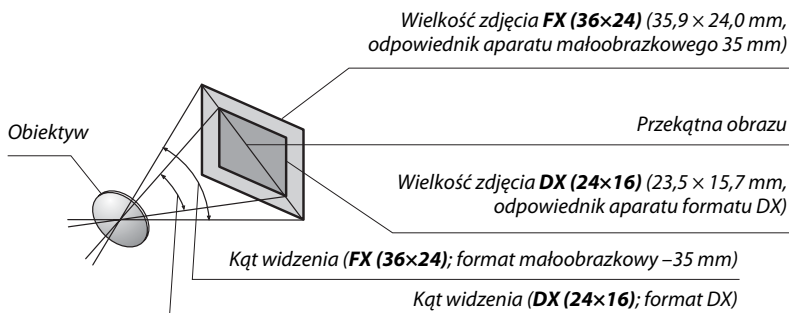 Wielkość zdjęcia FX (36×24) (35,9 × 24,0 mm,
odpowiednik aparatu małoobrazkowego 35 mm)
Obiektyw
Przekątna obrazu
Wielkość zdjęcia DX (24×16) (23,5 × 15,7 mm,
odpowiednik aparatu formatu DX)
Kąt widzenia (FX (36×24); format małoobrazkowy –35 mm)
Kąt widzenia (DX (24×16); format DX)